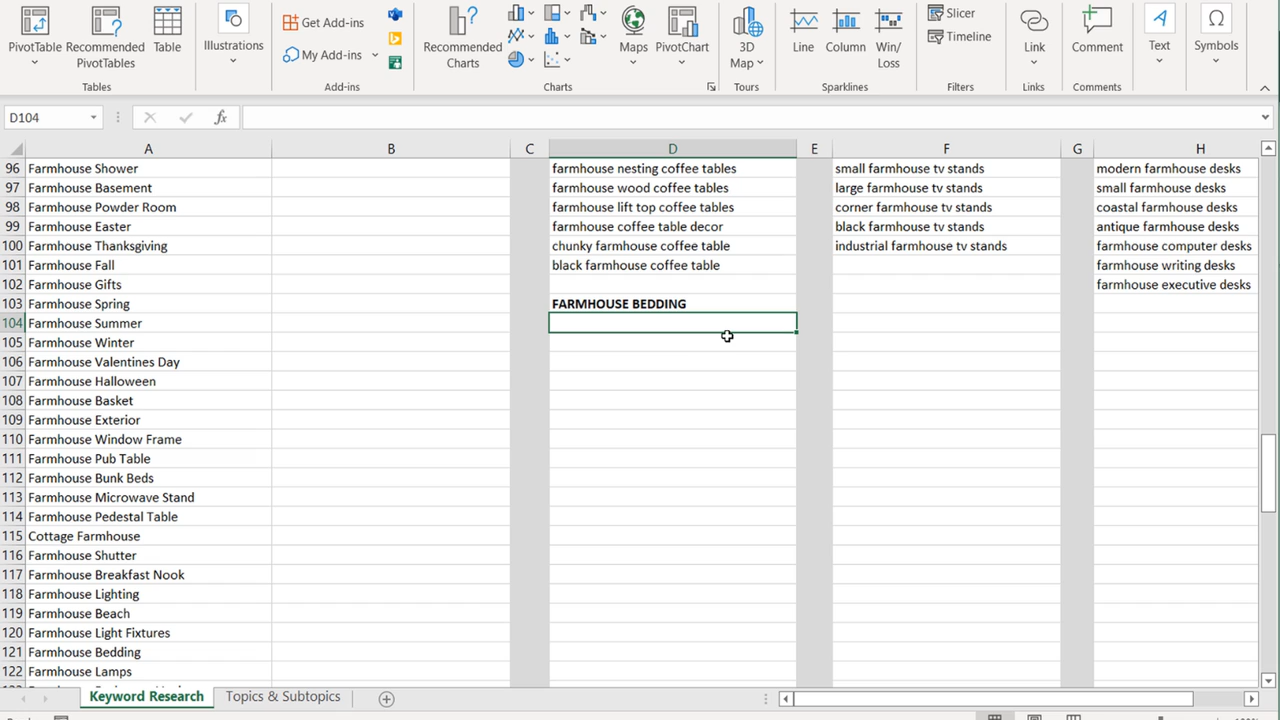 PivotTable
Recommended PivotTables
Table
Illustrations
Get Add-ins
My Add-ins
Recommended Charts
Maps
PivotChart
3D Map
Line
Column
Win/Loss
Slicer
Timeline
Link
Comment
Text
Symbols
Tables
Add-ins
Charts
Tours
Sparklines
Filters
Links
Comments
D104
fx
A B C D E F G H
96 Farmhouse Shower farmhouse nesting coffee tables small farmhouse tv stands modern farmhouse desks
97 Farmhouse Basement farmhouse wood coffee tables large farmhouse tv stands small farmhouse desks
98 Farmhouse Powder Room farmhouse lift top coffee tables corner farmhouse tv stands coastal farmhouse desks
99 Farmhouse Easter farmhouse coffee table decor black farmhouse tv stands antique farmhouse desks
100 Farmhouse Thanksgiving chunky farmhouse coffee table industrial farmhouse tv stands farmhouse computer desks
101 Farmhouse Fall black farmhouse coffee table farmhouse writing desks
102 Farmhouse Gifts farmhouse executive desks
103 Farmhouse Spring FARMHOUSE BEDDING
104 Farmhouse Summer
105 Farmhouse Winter
106 Farmhouse Valentines Day
107 Farmhouse Halloween
108 Farmhouse Basket
109 Farmhouse Exterior
110 Farmhouse Window Frame
111 Farmhouse Pub Table
112 Farmhouse Bunk Beds
113 Farmhouse Microwave Stand
114 Farmhouse Pedestal Table
115 Cottage Farmhouse
116 Farmhouse Shutter
117 Farmhouse Breakfast Nook
118 Farmhouse Lighting
119 Farmhouse Beach
120 Farmhouse Light Fixtures
121 Farmhouse Bedding
122 Farmhouse Lamps
Keyword Research Topics & Subtopics